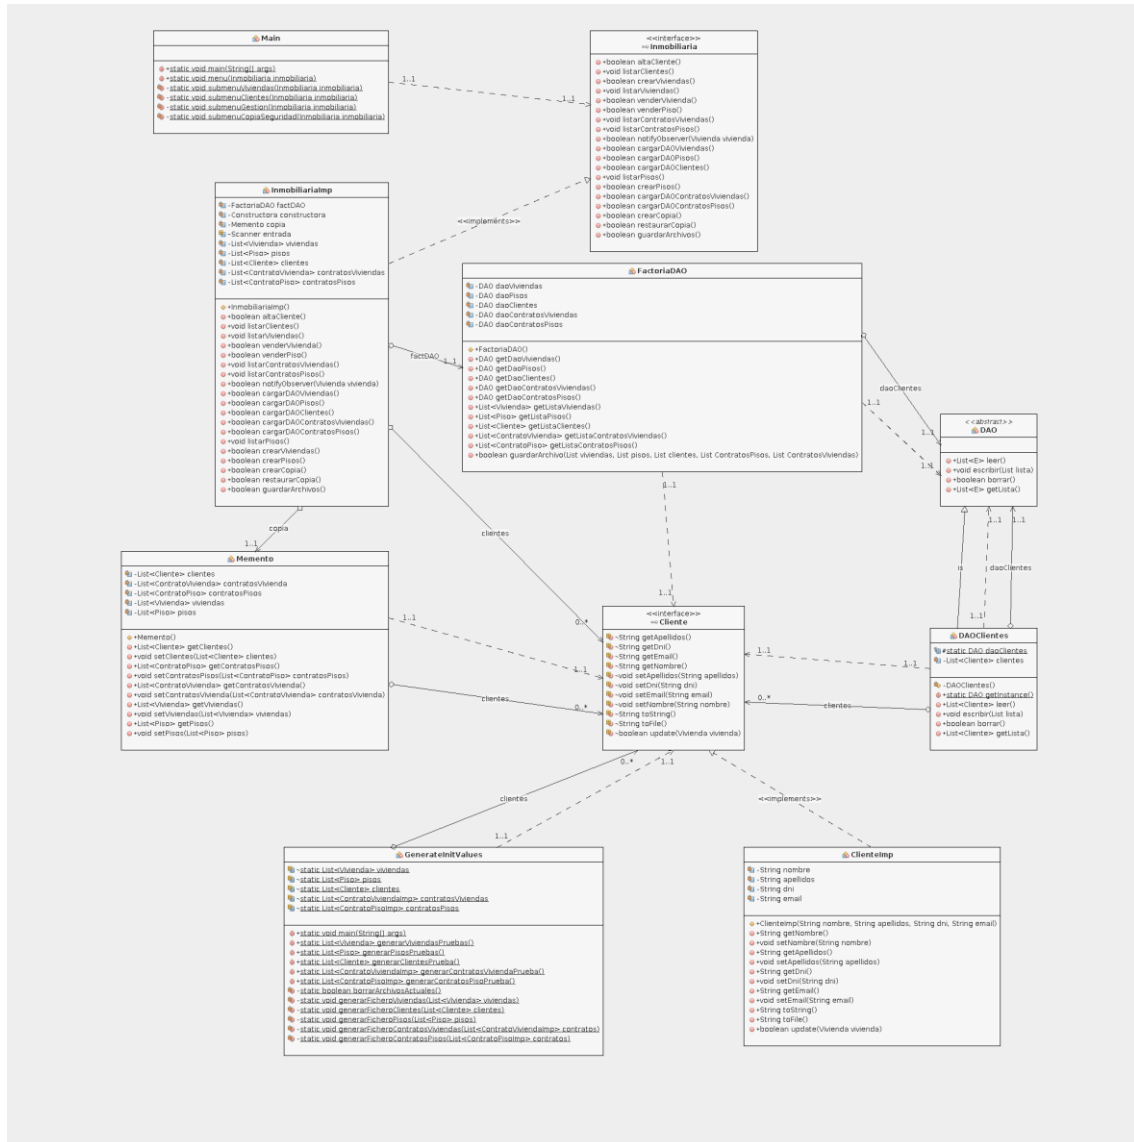 Main
+static void main(String[] args)
+static void menu(Inmobiliaria inmobiliaria)
-static void submenuViviendas(Inmobiliaria inmobiliaria)
-static void submenuClientes(Inmobiliaria inmobiliaria)
-static void submenuGestion(Inmobiliaria inmobiliaria)
-static void submenuCopiaSeguridad(Inmobiliaria inmobiliaria)
1..1
1..1
<<interface>>
Inmobiliaria
+boolean altaCliente()
+void listarClientes()
+boolean crearViviendas()
+void listarViviendas()
+boolean venderVivienda()
+boolean venderPiso()
+void listarContratosViviendas()
+void listarContratosPisos()
+boolean notifyObserver(Vivienda vivienda)
+boolean cargarDAOViviendas()
+boolean cargarDAOPisos()
+boolean cargarDAOClientes()
+void listarPisos()
+boolean crearPisos()
+boolean cargarDAOContratosViviendas()
+boolean cargarDAOContratosPisos()
+boolean crearCopia()
+boolean restaurarCopia()
+boolean guardarArchivos()
InmobiliariaImp
-FactoriaDAO factDAO
-Constructora constructora
-Memento copia
~Scanner entrada
-List<Vivienda> viviendas
-List<Piso> pisos
-List<Cliente> clientes
-List<ContratoVivienda> contratosViviendas
-List<ContratoPiso> contratosPisos
+InmobiliariaImp()
+boolean altaCliente()
+void listarClientes()
+void listarViviendas()
+boolean venderVivienda()
+boolean venderPiso()
+void listarContratosViviendas()
+void listarContratosPisos()
+boolean notifyObserver(Vivienda vivienda)
+boolean cargarDAOViviendas()
+boolean cargarDAOPisos()
+boolean cargarDAOClientes()
+boolean cargarDAOContratosViviendas()
+boolean cargarDAOContratosPisos()
+void listarPisos()
+boolean crearViviendas()
+boolean crearPisos()
+boolean crearCopia()
+boolean restaurarCopia()
+boolean guardarArchivos()
<<implements>>
FactoriaDAO
-DAO daoViviendas
-DAO daoPisos
-DAO daoClientes
-DAO daoContratosViviendas
-DAO daoContratosPisos
+FactoriaDAO()
+DAO getDaoViviendas()
+DAO getDaoPisos()
+DAO getDaoClientes()
+DAO getDaoContratosViviendas()
+DAO getDaoContratosPisos()
+List<Vivienda> getListaViviendas()
+List<Piso> getListaPisos()
+List<Cliente> getListaClientes()
+List<ContratoVivienda> getListaContratosViviendas()
+List<ContratoPiso> getListaContratosPisos()
+boolean guardarArchivo(List viviendas, List pisos, List clientes, List ContratosPisos, List ContratosViviendas)
factDAO
1..1
daoClientes
1..1
1..1
1..1
<<abstract>>
DAO
+List<E> leer()
+void escribir(List lista)
+boolean borrar()
+List<E> getLista()
1..1
1..1
1..1
is
daoClientes
1..1
copia
1..1
clientes
0..*
1..1
Memento
-List<Cliente> clientes
-List<ContratoVivienda> contratosVivienda
-List<ContratoPiso> contratosPisos
-List<Vivienda> viviendas
-List<Piso> pisos
+Memento()
+List<Cliente> getClientes()
+void setClientes(List<Cliente> clientes)
+List<ContratoPiso> getContratosPisos()
+void setContratosPisos(List<ContratoPiso> contratosPisos)
+List<ContratoVivienda> getContratosVivienda()
+void setContratosVivienda(List<ContratoVivienda> contratosVivienda)
+List<Vivienda> getViviendas()
+void setViviendas(List<Vivienda> viviendas)
+List<Piso> getPisos()
+void setPisos(List<Piso> pisos)
1..1
1..1
clientes
0..*
<<interface>>
Cliente
~String getApellidos()
~String getDni()
~String getEmail()
~String getNombre()
~void setApellidos(String apellidos)
~void setDni(String dni)
~void setEmail(String email)
~void setNombre(String nombre)
~String toString()
~String toFile()
~boolean update(Vivienda vivienda)
1..1
1..1
0..*
clientes
DAOClientes
#static DAO daoClientes
-List<Cliente> clientes
-DAOClientes()
+static DAO getInstance()
+List<Cliente> leer()
+void escribir(List lista)
+boolean borrar()
+List<Cliente> getLista()
0..*
1..1
clientes
1..1
<<implements>>
GenerateInitValues
~static List<Vivienda> viviendas
~static List<Piso> pisos
~static List<Cliente> clientes
~static List<ContratoViviendaImp> contratosViviendas
~static List<ContratoPisoImp> contratosPisos
+static void main(String[] args)
+static List<Vivienda> generarViviendasPruebas()
+static List<Piso> generarPisosPruebas()
+static List<Cliente> generarClientesPrueba()
+static List<ContratoViviendaImp> generarContratosViviendaPrueba()
+static List<ContratoPisoImp> generarContratosPisoPrueba()
-static boolean borrarArchivosActuales()
-static void generarFicheroViviendas(List<Vivienda> viviendas)
-static void generarFicheroClientes(List<Cliente> clientes)
-static void generarFicheroPisos(List<Piso> pisos)
-static void generarFicheroContratosViviendas(List<ContratoViviendaImp> contratos)
-static void generarFicheroContratosPisos(List<ContratoPisoImp> contratos)
ClienteImp
-String nombre
-String apellidos
-String dni
-String email
+ClienteImp(String nombre, String apellidos, String dni, String email)
+String getNombre()
+void setNombre(String nombre)
+String getApellidos()
+void setApellidos(String apellidos)
+String getDni()
+void setDni(String dni)
+String getEmail()
+void setEmail(String email)
+String toString()
+String toFile()
+boolean update(Vivienda vivienda)